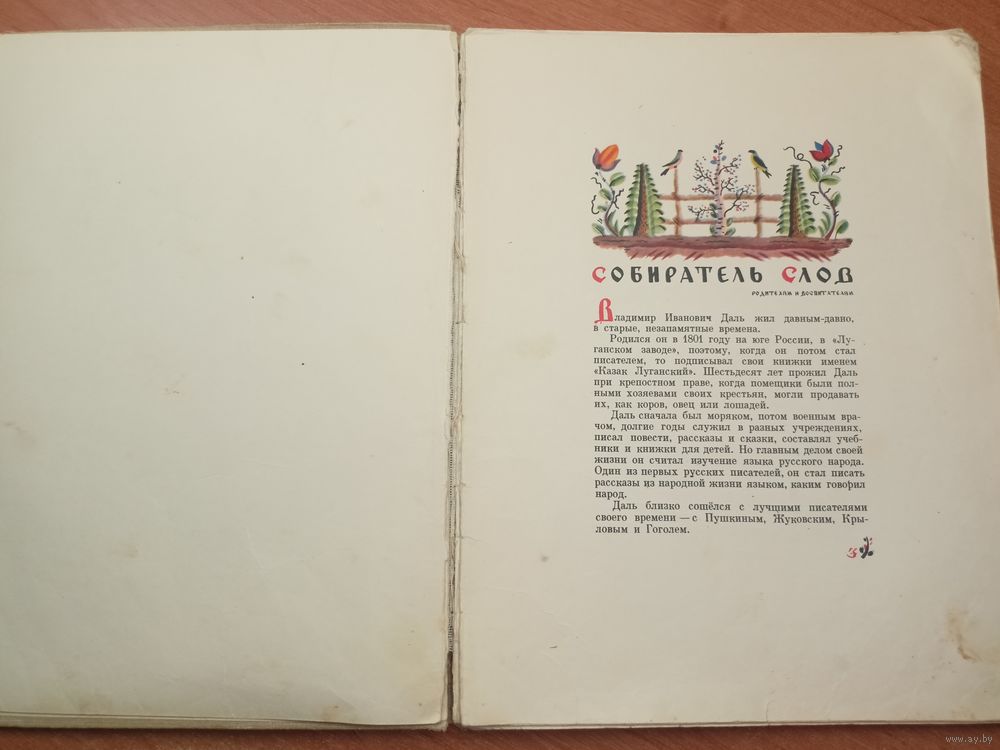 СОБИРАТЕЛЬ СЛОВ
РОДИТЕЛЯМ И ВОСПИТАТЕЛЯМ
Владимир Иванович Даль жил давным-давно,
в старые, незапамятные времена.
Родился он в 1801 году на юге России, в «Лу-
ганском заводе», поэтому, когда он потом стал
писателем, то подписывал свои книжки именем
«Казак Луганский». Шестьдесят лет прожил Даль
при крепостном праве, когда помещики были пол-
ными хозяевами своих крестьян, могли продавать
их, как коров, овец или лошадей.
Даль сначала был моряком, потом военным вра-
чом, долгие годы служил в разных учреждениях,
писал повести, рассказы и сказки, составлял учеб-
ники и книжки для детей. Но главным делом своей
жизни он считал изучение языка русского народа.
Один из первых русских писателей, он стал писать
рассказы из народной жизни языком, каким говорил
народ.
Даль близко сошёлся с лучшими писателями
своего времени — с Пушкиным, Жуковским, Кры-
ловым и Гоголем.
www.ay.by